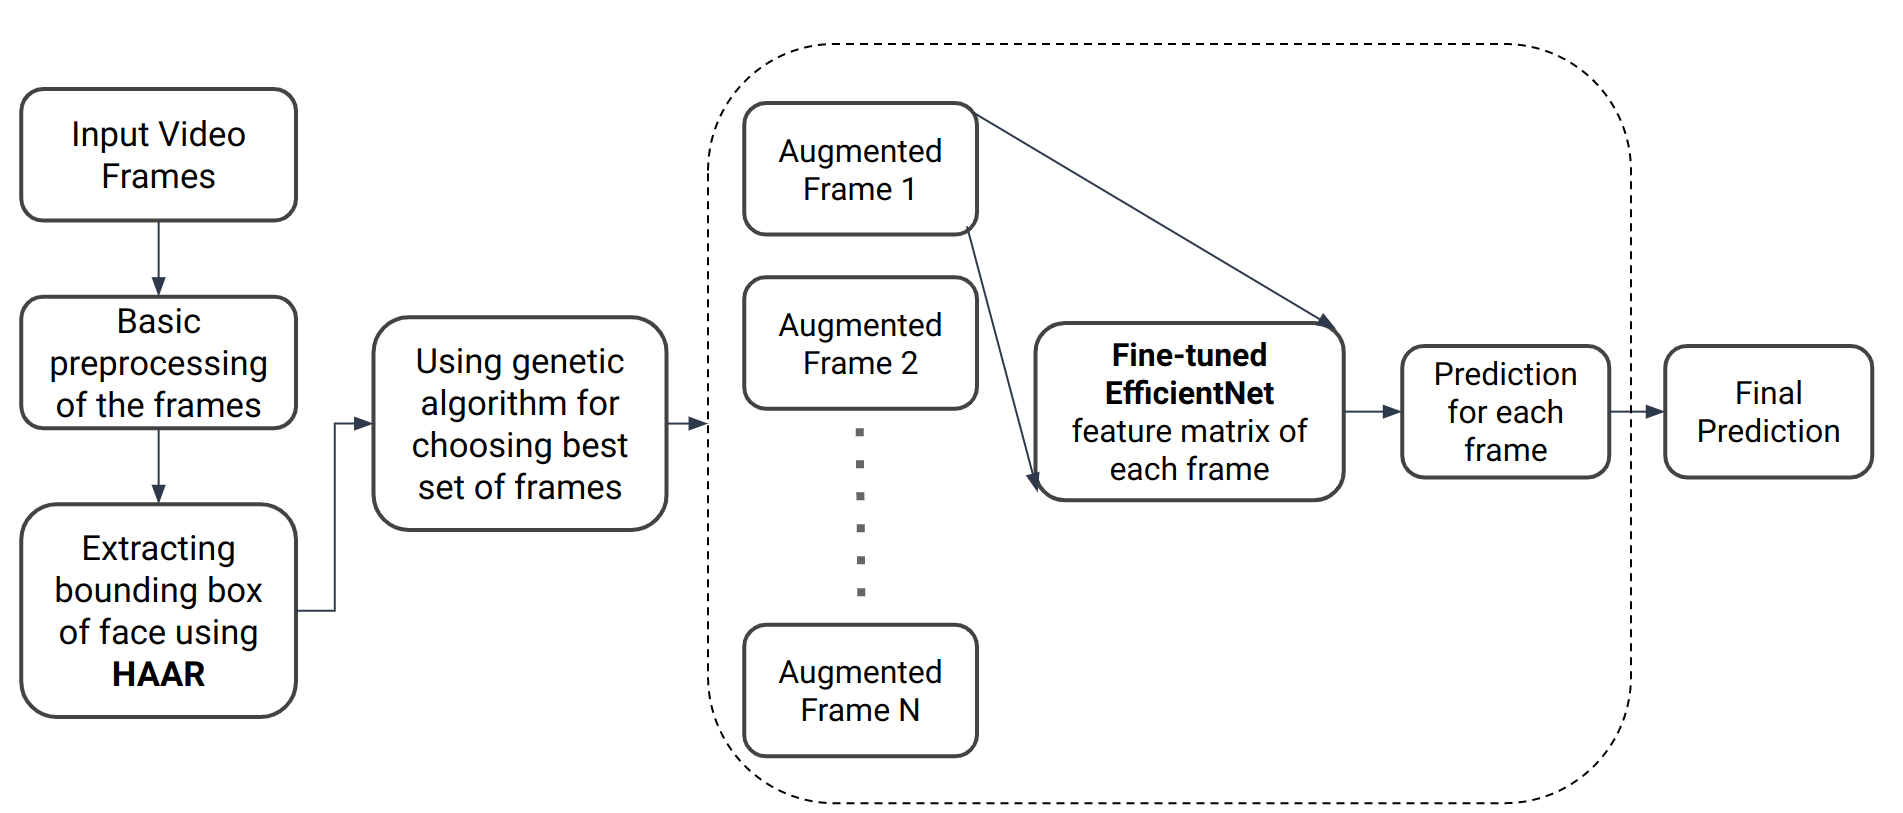 Input Video
Frames
Basic
preprocessing
of the frames
Extracting
bounding box
of face using
HAAR
Using genetic
algorithm for
choosing best
set of frames
Augmented
Frame 1
Augmented
Frame 2
Augmented
Frame N
Fine-tuned
EfficientNet
feature matrix of
each frame
Prediction
for each
frame
Final
Prediction